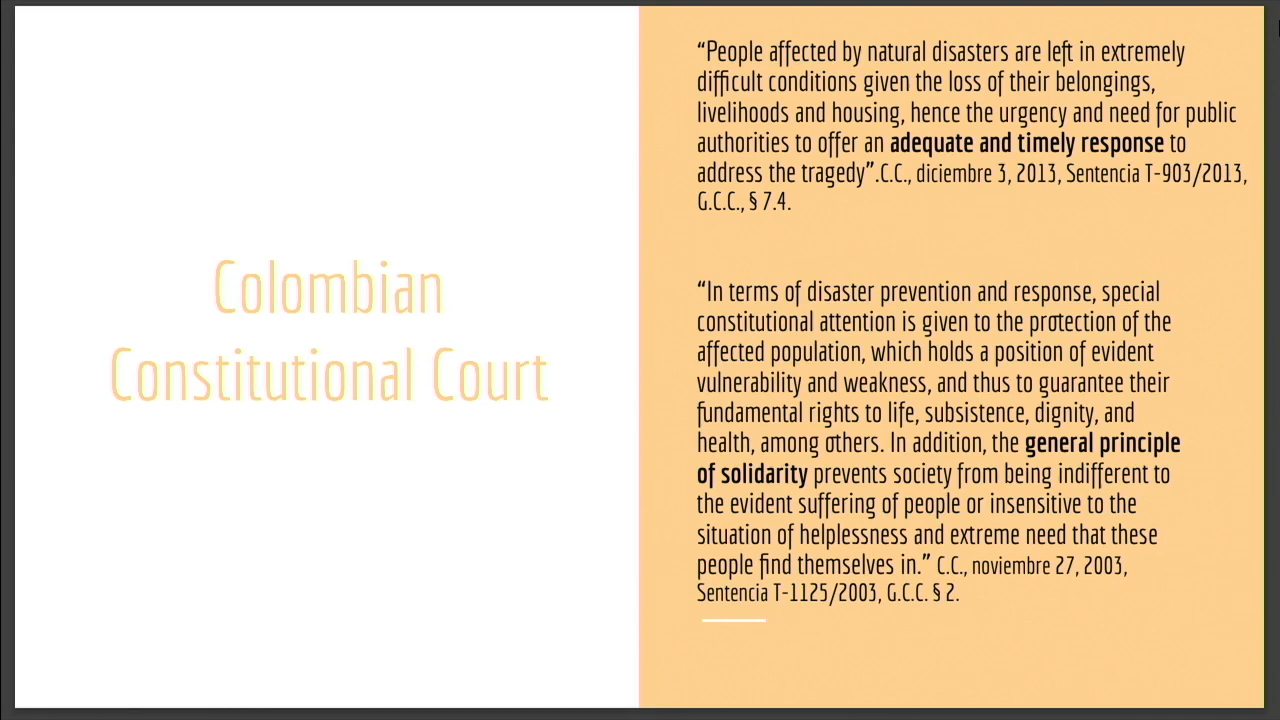 Colombian
Constitutional Court
“People affected by natural disasters are left in extremely
difficult conditions given the loss of their belongings,
livelihoods and housing, hence the urgency and need for public
authorities to offer an adequate and timely response to
address the tragedy”.C.C., diciembre 3, 2013, Sentencia T-903/2013,
G.C.C., § 7.4.
“In terms of disaster prevention and response, special
constitutional attention is given to the protection of the
affected population, which holds a position of evident
vulnerability and weakness, and thus to guarantee their
fundamental rights to life, subsistence, dignity, and
health, among others. In addition, the general principle
of solidarity prevents society from being indifferent to
the evident suffering of people or insensitive to the
situation of helplessness and extreme need that these
people find themselves in.” C.C., noviembre 27, 2003,
Sentencia T-1125/2003, G.C.C. § 2.